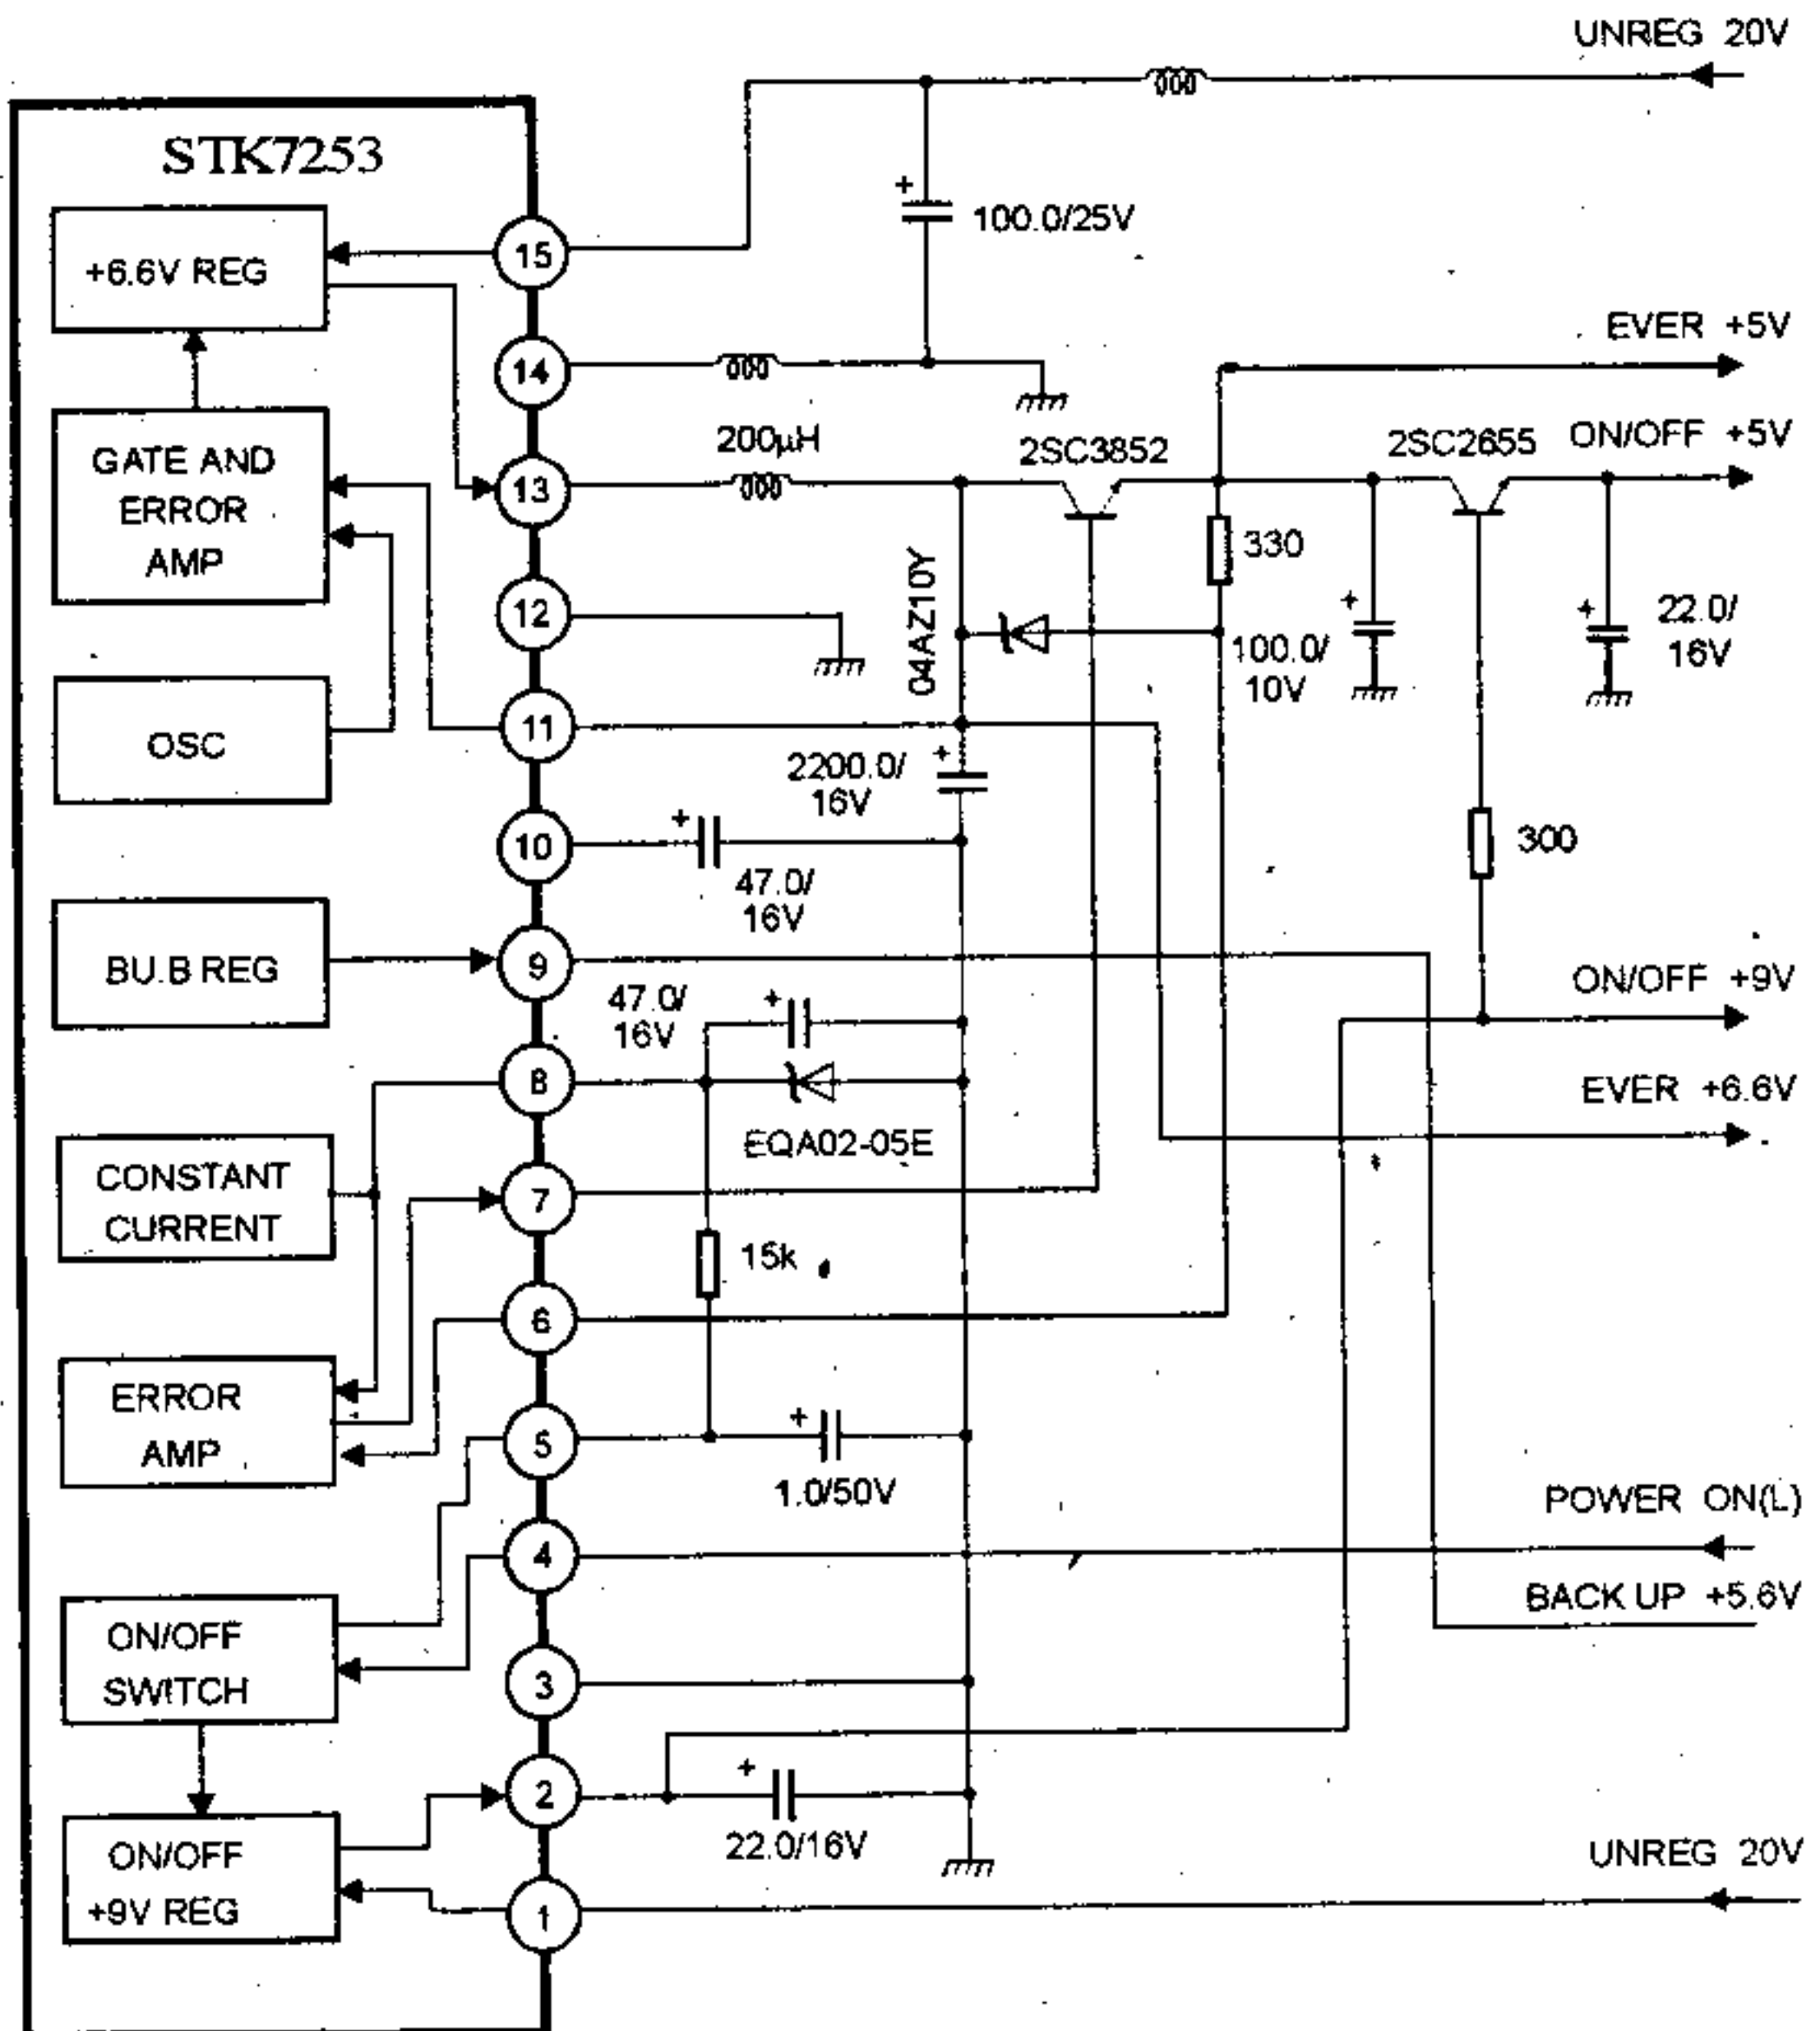 UNREG 20V
STK7253
+6.6V REG
15
100.0/25V
14
EVER +5V
200μH
2SC3852
2SC2655
ON/OFF +5V
GATE AND
ERROR
AMP
13
330
04AZ10Y
12
100.0/
10V
22.0/
16V
OSC
11
2200.0/
16V
10
47.0/
16V
300
BU.B REG
9
ON/OFF +9V
47.0/
16V
8
EVER +6.6V
EQA02-05E
CONSTANT
CURRENT
7
15k
6
ERROR
AMP
5
1.0/50V
POWER ON(L)
4
BACK UP +5.6V
ON/OFF
SWITCH
3
2
22.0/16V
ON/OFF
+9V REG
UNREG 20V
1